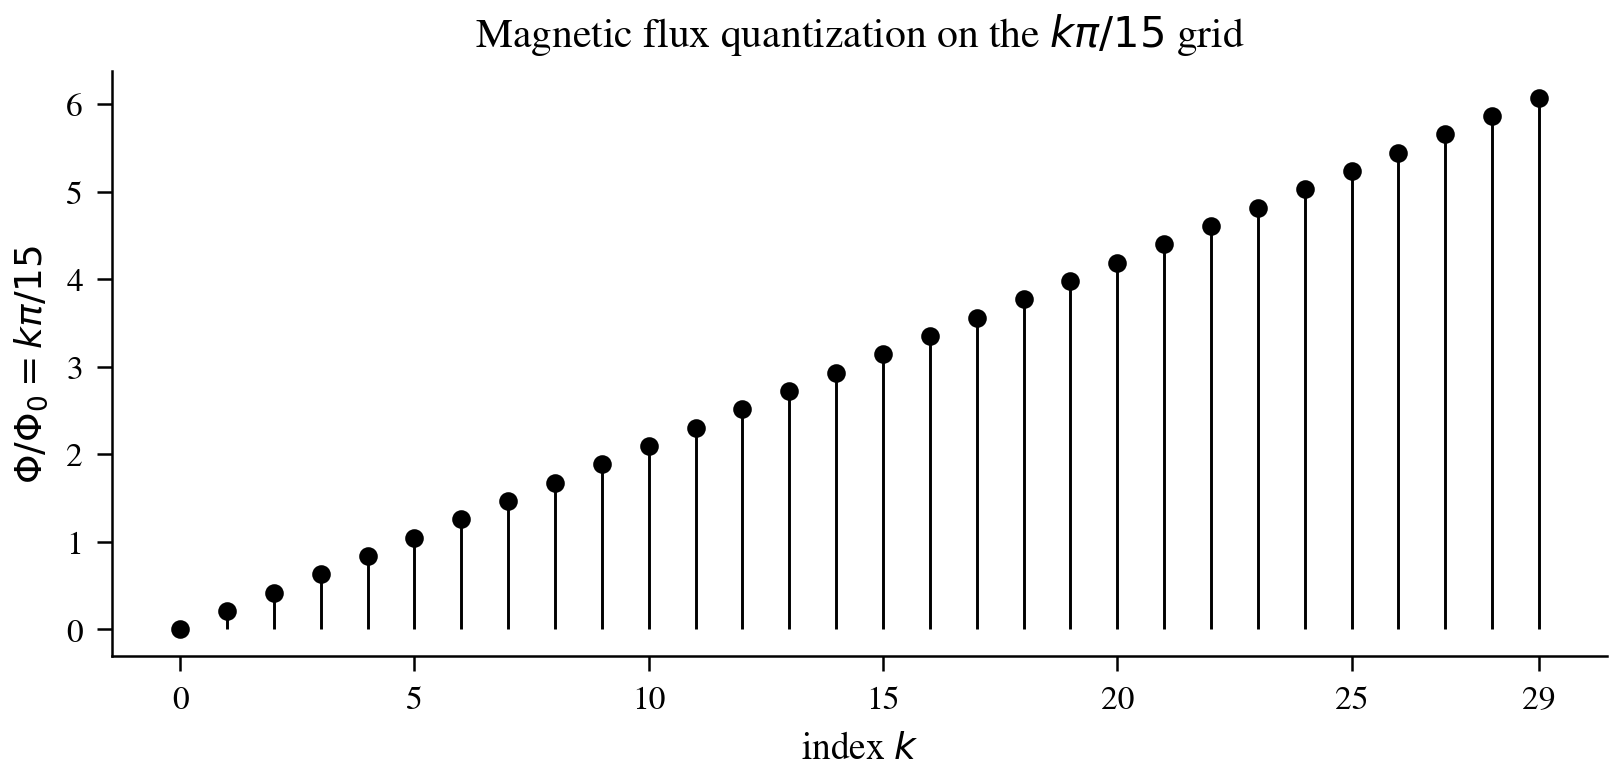 Magnetic flux quantization on the kπ/15 grid
Φ/Φ₀ = kπ/15
6
5
4
3
2
1
0
0 5 10 15 20 25 29
index k